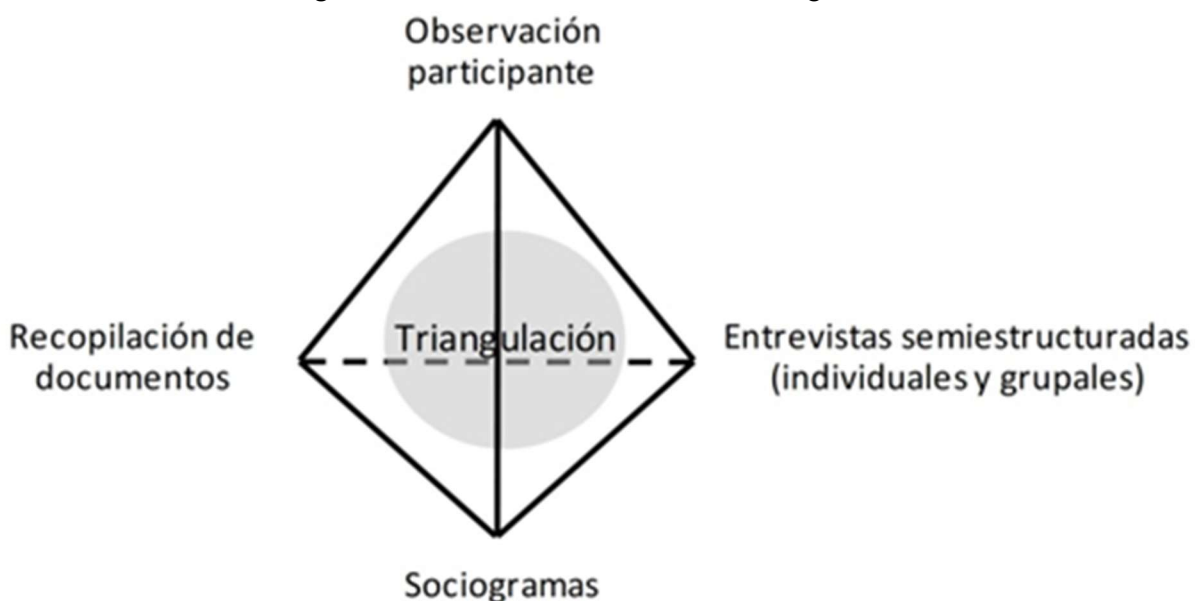 Observación
participante
Triangulación
Recopilación de
documentos
Entrevistas semiestructuradas
(individuales y grupales)
Sociogramas